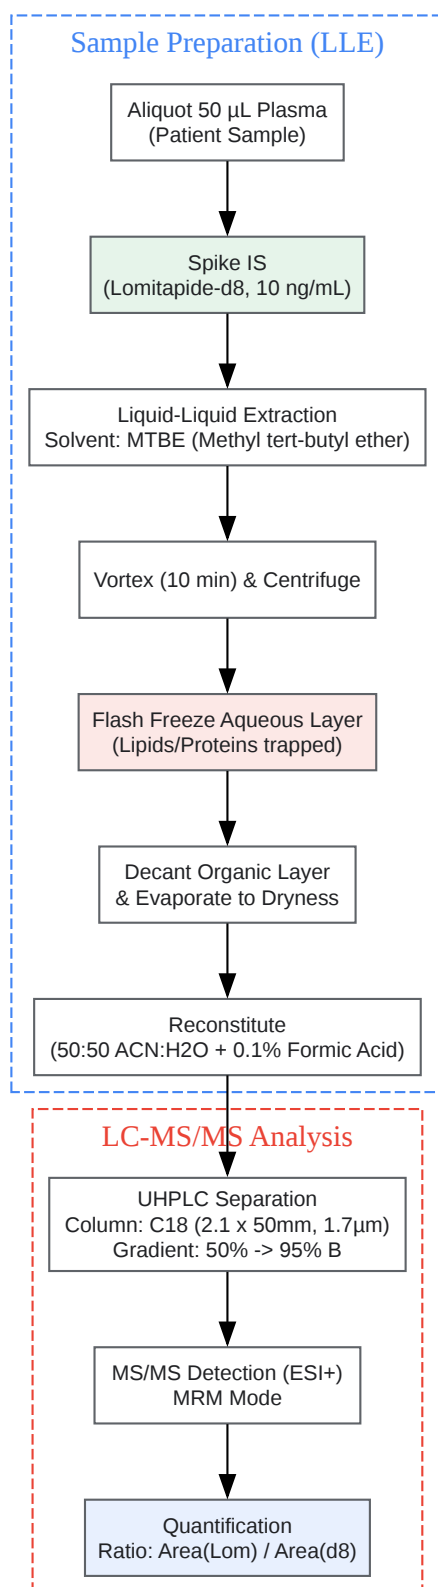 Sample Preparation (LLE)
Aliquot 50 µL Plasma
(Patient Sample)
Spike IS
(Lomitapide-d8, 10 ng/mL)
Liquid-Liquid Extraction
Solvent: MTBE (Methyl tert-butyl ether)
Vortex (10 min) & Centrifuge
Flash Freeze Aqueous Layer
(Lipids/Proteins trapped)
Decant Organic Layer
& Evaporate to Dryness
Reconstitute
(50:50 ACN:H2O + 0.1% Formic Acid)
LC-MS/MS Analysis
UHPLC Separation
Column: C18 (2.1 x 50mm, 1.7µm)
Gradient: 50% -> 95% B
MS/MS Detection (ESI+)
MRM Mode
Quantification
Ratio: Area(Lom) / Area(d8)